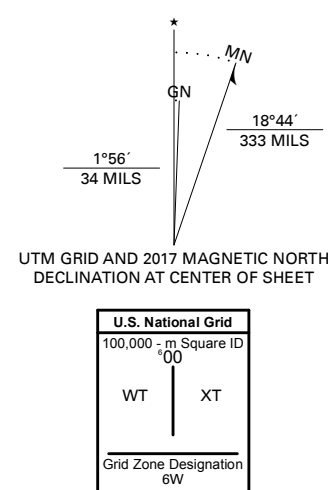 ★
MN
GN
18°44´
333 MILS
1°56´
34 MILS
UTM GRID AND 2017 MAGNETIC NORTH
DECLINATION AT CENTER OF SHEET
U.S. National Grid
100,000 - m Square ID
⁶00
WT XT
Grid Zone Designation
6W